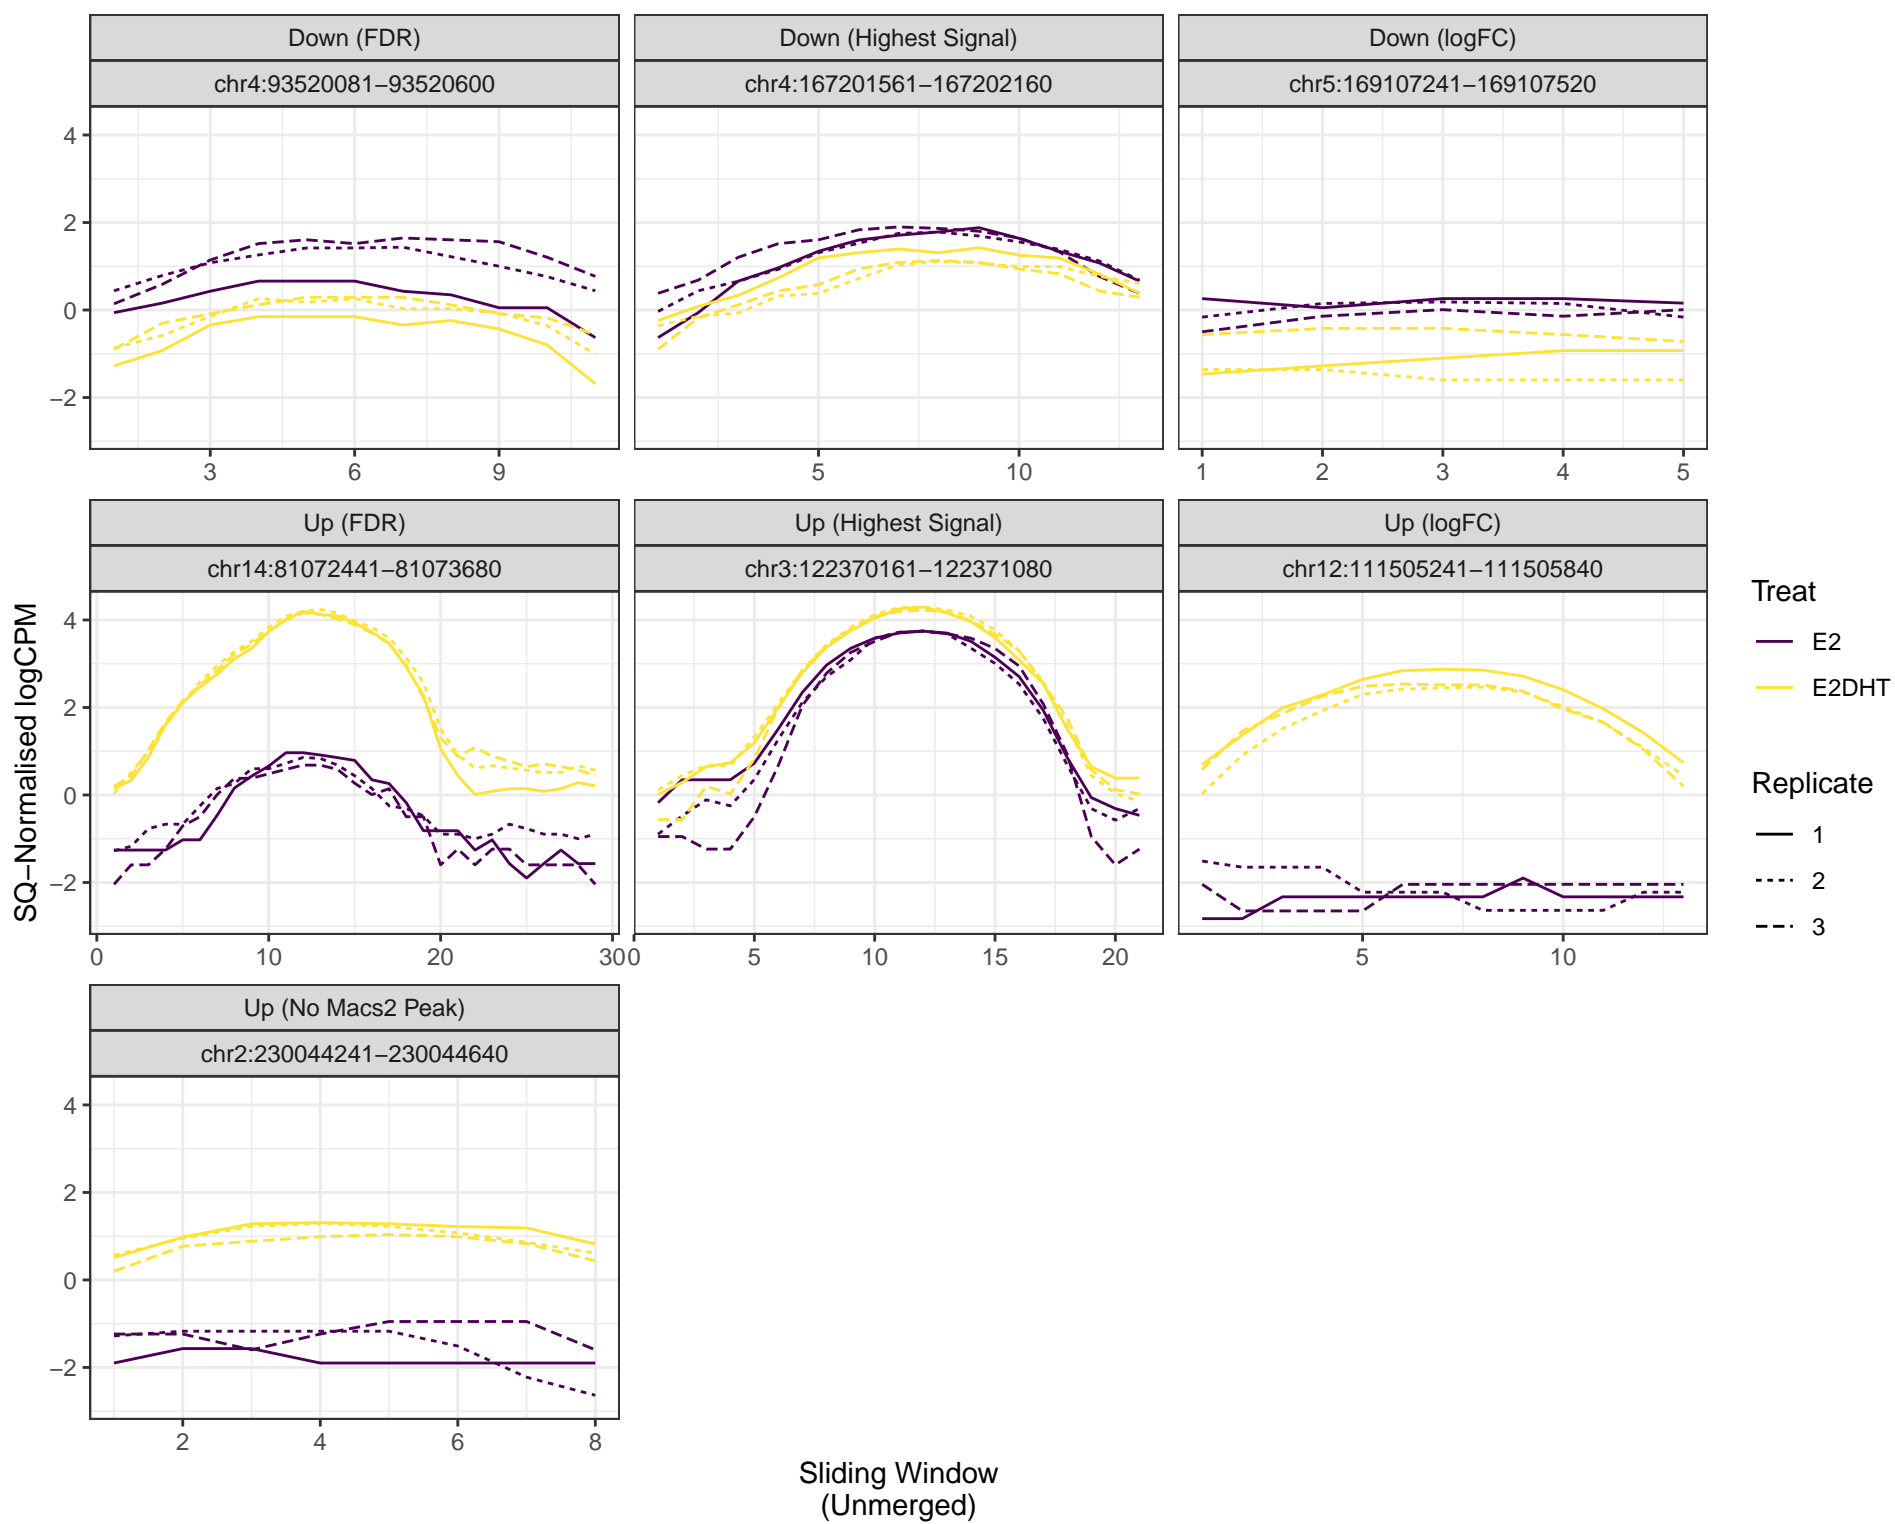 Down (FDR)
Down (Highest Signal)
Down (logFC)
chr4:93520081−93520600
chr4:167201561−167202160
chr5:169107241−169107520
4
2
0
−2
3 6 9
5 10
1 2 3 4 5
Up (FDR)
Up (Highest Signal)
Up (logFC)
chr14:81072441−81073680
chr3:122370161−122371080
chr12:111505241−111505840
4
2
0
−2
0 10 20 30
0 5 10 15 20
5 10
Up (No Macs2 Peak)
chr2:230044241−230044640
4
2
0
−2
2 4 6 8
SQ−Normalised logCPM
Sliding Window
(Unmerged)
Treat
E2
E2DHT
Replicate
1
2
3